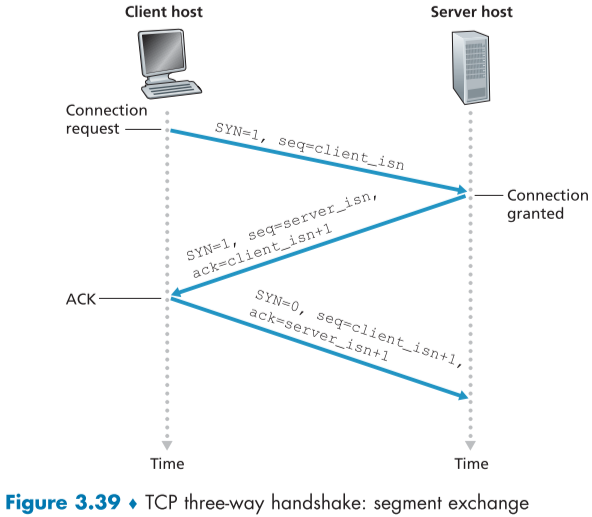 Client host
Server host
Connection
request
SYN=1, seq=client_isn
Connection
granted
SYN=1, seq=server_isn,
ack=client_isn+1
ACK
SYN=0, seq=client_isn+1,
ack=server_isn+1
Time
Time
Figure 3.39 ♦ TCP three-way handshake: segment exchange